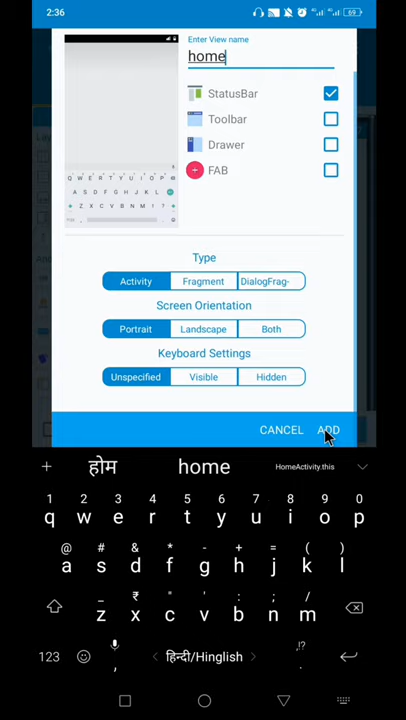 2:36
69
Enter View name
home
StatusBar
Toolbar
Drawer
FAB
Type
Activity Fragment DialogFrag-
Screen Orientation
Portrait Landscape Both
Keyboard Settings
Unspecified Visible Hidden
CANCEL ADD
होम home HomeActivity.this
1 2 3 4 5 6 7 8 9 0
q w e r t y u i o p
@ # & * - + = ( )
a s d f g h j k l
_ ₹ " ' : ; /
z x c v b n m
123 , हिन्दी/Hinglish ,!? .